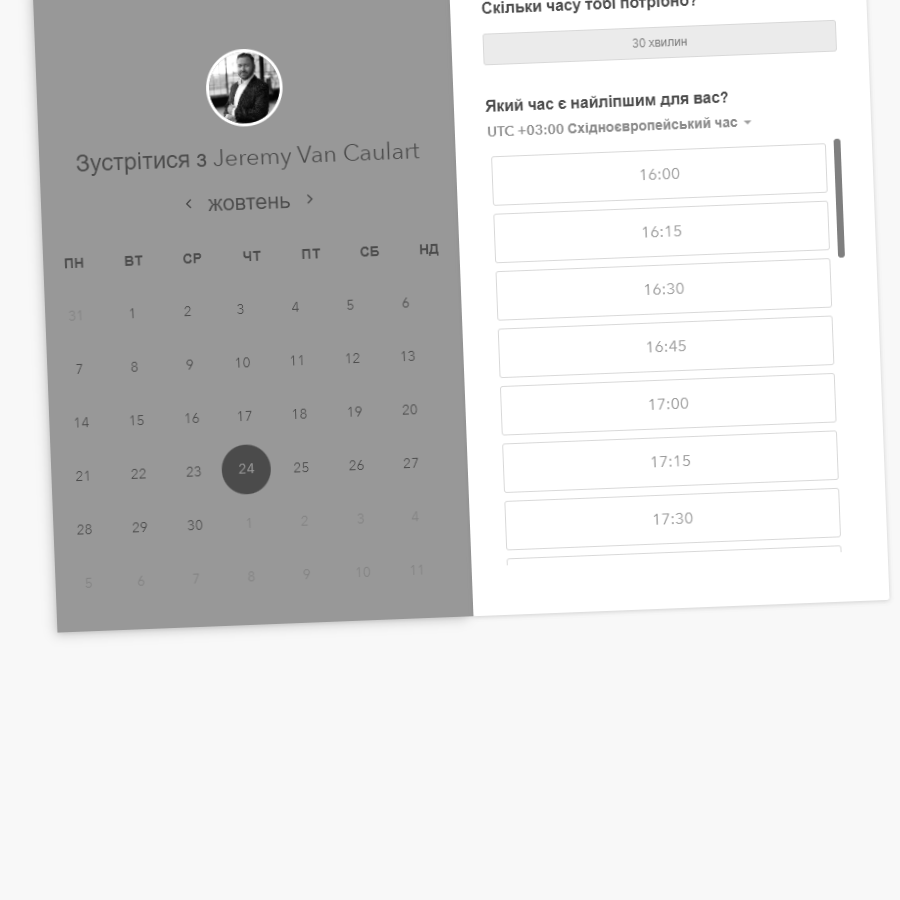 Зустрітися з Jeremy Van Caulart
жовтень
ПН ВТ СР ЧТ ПТ СБ НД
31 1 2 3 4 5 6
7 8 9 10 11 12 13
14 15 16 17 18 19 20
21 22 23 24 25 26 27
28 29 30 1 2 3 4
5 6 7 8 9 10 11
Скільки часу тобі потрібно?
30 хвилин
Який час є найліпшим для вас?
UTC +03:00 Східноєвропейський час
16:00
16:15
16:30
16:45
17:00
17:15
17:30